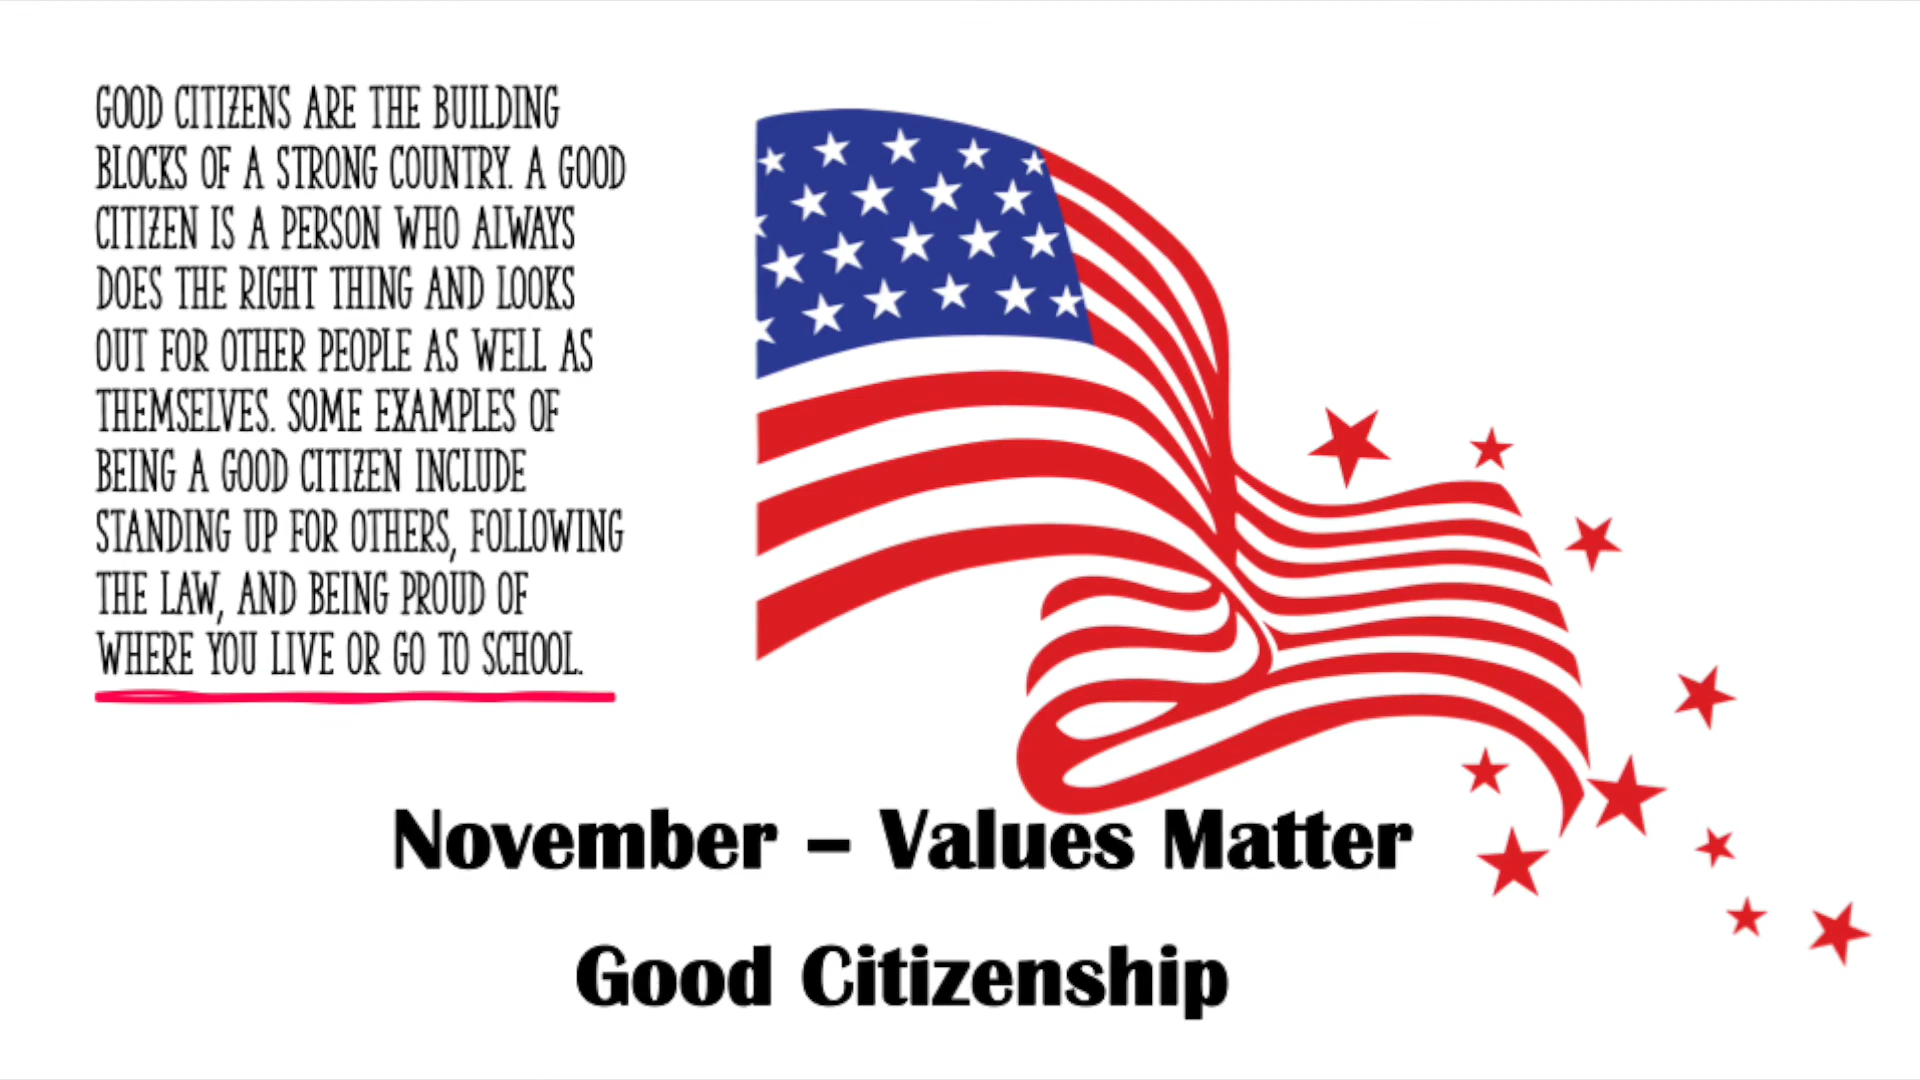 GOOD CITIZENS ARE THE BUILDING
BLOCKS OF A STRONG COUNTRY. A GOOD
CITIZEN IS A PERSON WHO ALWAYS
DOES THE RIGHT THING AND LOOKS
OUT FOR OTHER PEOPLE AS WELL AS
THEMSELVES. SOME EXAMPLES OF
BEING A GOOD CITIZEN INCLUDE
STANDING UP FOR OTHERS, FOLLOWING
THE LAW, AND BEING PROUD OF
WHERE YOU LIVE OR GO TO SCHOOL.
November – Values Matter
Good Citizenship